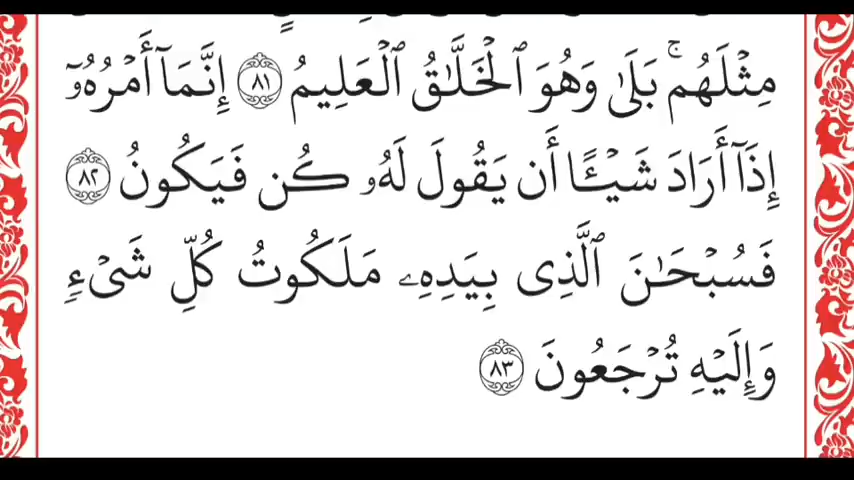 مِثْلَهُم ۚ بَلَىٰ وَهُوَ ٱلْخَلَّـٰقُ ٱلْعَلِيمُ ٨١ إِنَّمَآ أَمْرُهُۥٓ
إِذَآ أَرَادَ شَيْـًٔا أَن يَقُولَ لَهُۥ كُن فَيَكُونُ ٨٢
فَسُبْحَـٰنَ ٱلَّذِى بِيَدِهِۦ مَلَكُوتُ كُلِّ شَىْءٍ
وَإِلَيْهِ تُرْجَعُونَ ٨٣